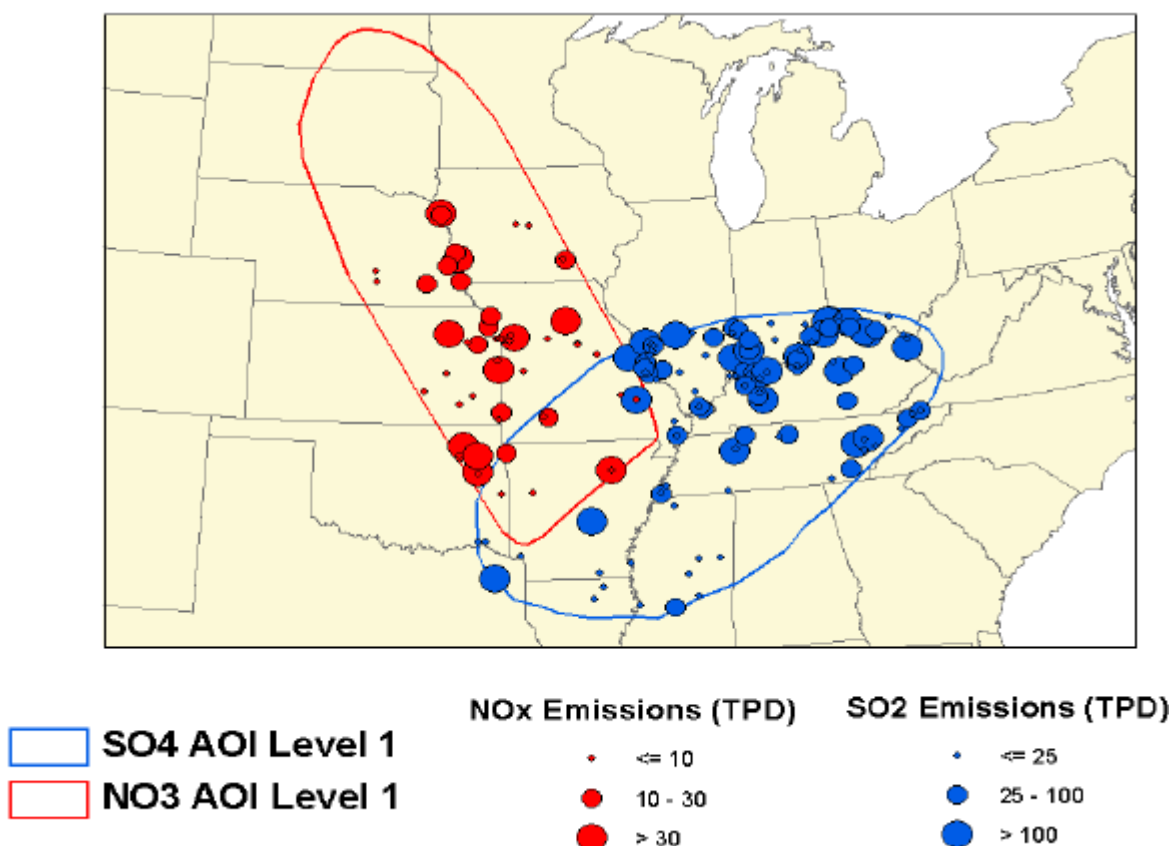 SO4 AOI Level 1
NO3 AOI Level 1
NOx Emissions (TPD)
<= 10
10 - 30
> 30
SO2 Emissions (TPD)
<= 25
25 - 100
> 100